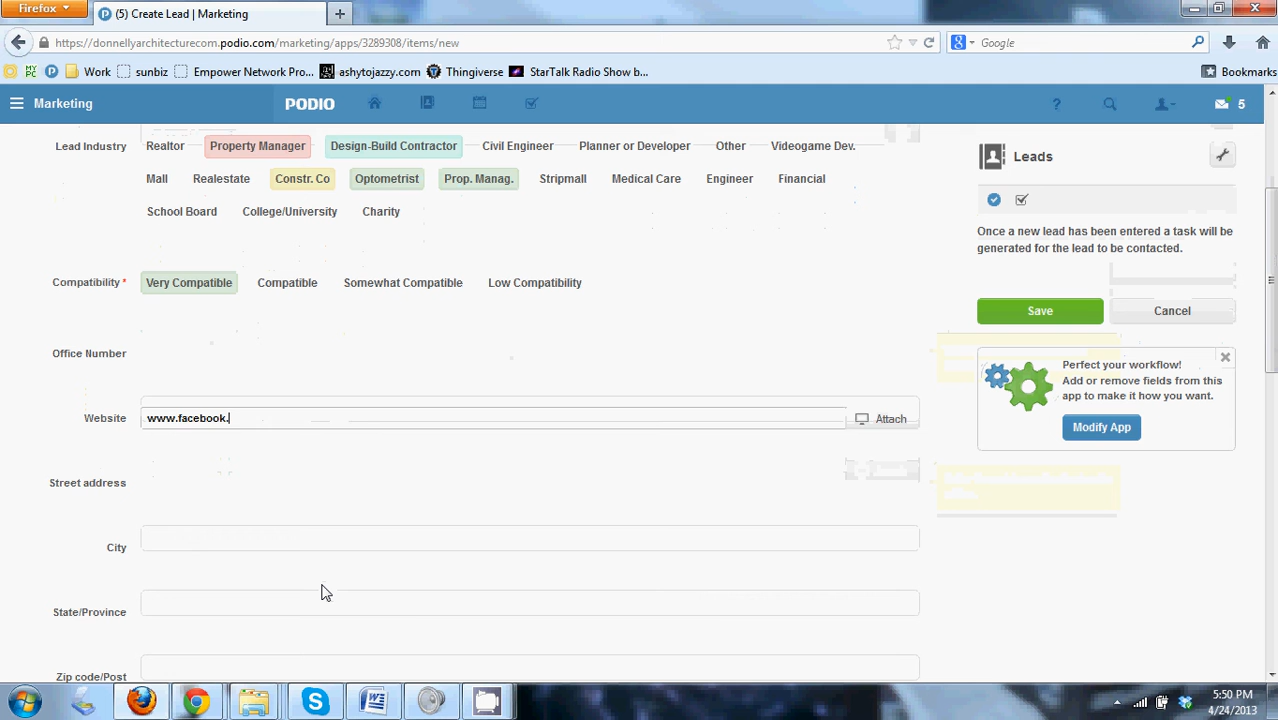 Firefox
(5) Create Lead | Marketing
https://donnellyarchitecturecom.podio.com/marketing/apps/3289308/items/new
Google
Work
sunbiz
Empower Network Pro...
ashytojazzy.com
Thingiverse
StarTalk Radio Show b...
Bookmarks
Marketing
PODIO
?
5
Lead Industry
Realtor
Property Manager
Design-Build Contractor
Civil Engineer
Planner or Developer
Other
Videogame Dev.
Mall
Realestate
Constr. Co
Optometrist
Prop. Manag.
Stripmall
Medical Care
Engineer
Financial
School Board
College/University
Charity
Compatibility *
Very Compatible
Compatible
Somewhat Compatible
Low Compatibility
Office Number
Website
www.facebook.
Attach
Street address
City
State/Province
Zip code/Post
Leads
Once a new lead has been entered a task will be
generated for the lead to be contacted.
Save
Cancel
Perfect your workflow!
Add or remove fields from this
app to make it how you want.
Modify App
5:50 PM
4/24/2013